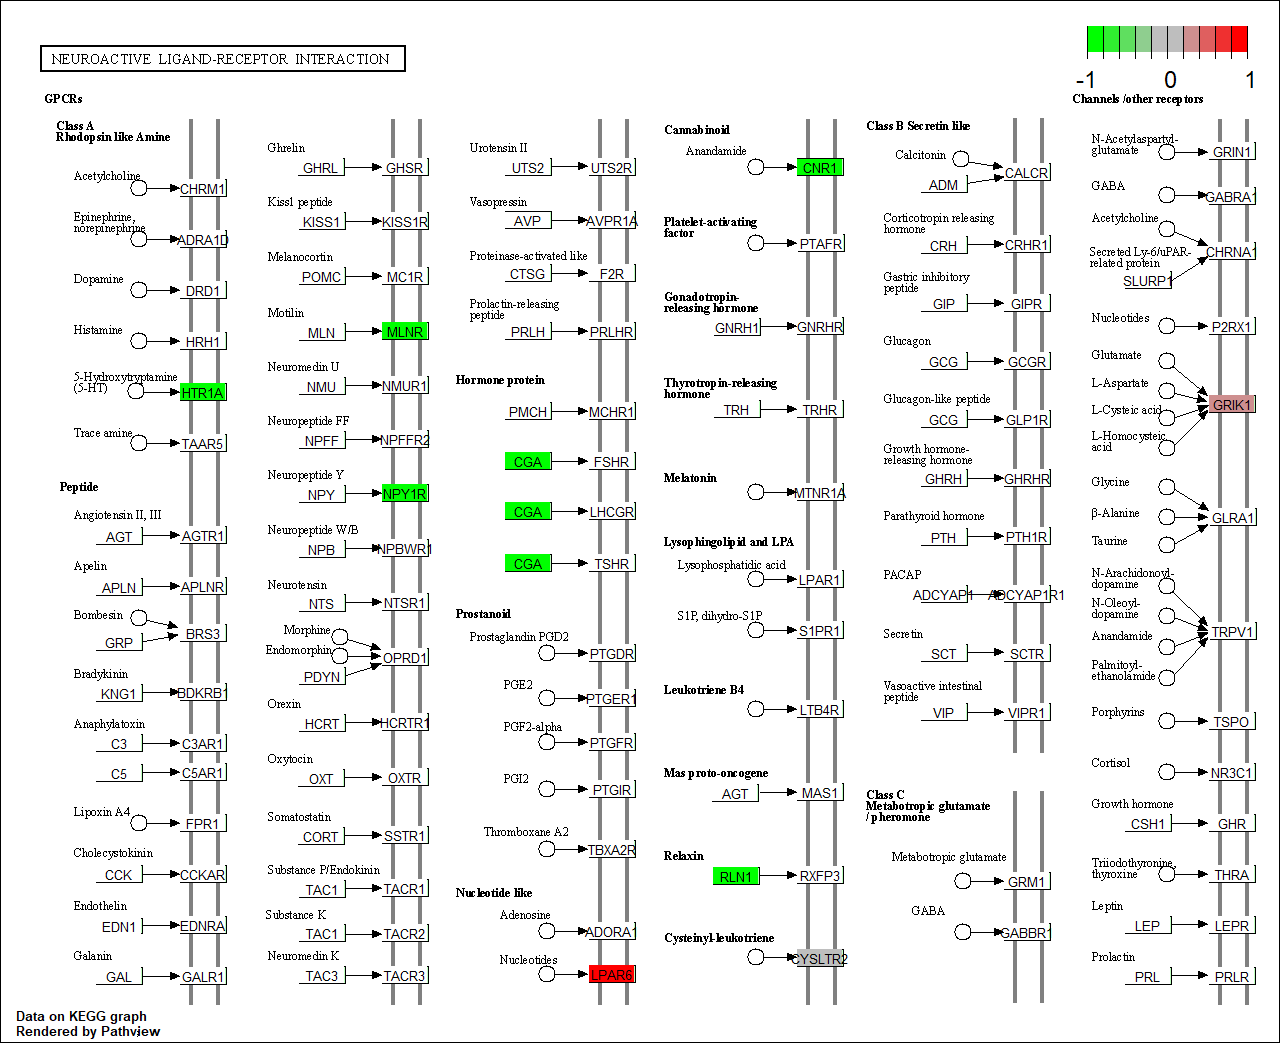 NEUROACTIVE LIGAND-RECEPTOR INTERACTION
-1 0 1
GPCRs
Class A
Rhodopsin like Amine
Acetylcholine
CHRM1
Epinephrine,
norepinephrine
ADRA1D
Dopamine
DRD1
Histamine
HRH1
5-Hydroxytryptamine
(5-HT)
HTR1A
Trace amine
TAAR5
Peptide
Angiotensin II, III
AGT AGTR1
Apelin
APLN APLNR
Bombesin
GRP BRS3
Bradykinin
KNG1 BDKRB1
Anaphylatoxin
C3 C3AR1
C5 C5AR1
Lipoxin A4
FPR1
Cholecystokinin
CCK CCKAR
Endothelin
EDN1 EDNRA
Galanin
GAL GALR1
Ghrelin
GHRL GHSR
Kiss1 peptide
KISS1 KISS1R
Melanocortin
POMC MC1R
Motilin
MLN MLNR
Neuromedin U
NMU NMUR1
Neuropeptide FF
NPFF NPFFR2
Neuropeptide Y
NPY NPY1R
Neuropeptide W/B
NPB NPBWR1
Neurotensin
NTS NTSR1
Morphine
Endomorphin
OPRD1
PDYN
Orexin
HCRT HCRTR1
Oxytocin
OXT OXTR
Somatostatin
CORT SSTR1
Substance P/Endokinin
TAC1 TACR1
Substance K
TAC1 TACR2
Neuromedin K
TAC3 TACR3
Urotensin II
UTS2 UTS2R
Vasopressin
AVP AVPR1A
Proteinase-activated like
CTSG F2R
Prolactin-releasing
peptide
PRLH PRLHR
Hormone protein
PMCH MCHR1
CGA FSHR
CGA LHCGR
CGA TSHR
Prostanoid
Prostaglandin PGD2
PTGDR
PGE2
PTGER1
PGF2-alpha
PTGFR
PGI2
PTGIR
Thromboxane A2
TBXA2R
Nucleotide like
Adenosine
ADORA1
Nucleotides
LPAR6
Cannabinoid
Anandamide
CNR1
Platelet-activating
factor
PTAFR
Gonadotropin-
releasing hormone
GNRH1 GNRHR
Thyrotropin-releasing
hormone
TRH TRHR
Melatonin
MTNR1A
Lysophingolipid and LPA
Lysophosphatidic acid
LPAR1
S1P, dihydro-S1P
S1PR1
Leukotriene B4
LTB4R
Mas proto-oncogene
AGT MAS1
Relaxin
RLN1 RXFP3
Cysteinyl-leukotriene
CYSLTR2
Class B Secretin like
Calcitonin
CALCR
ADM
Corticotropin releasing
hormone
CRH CRHR1
Gastric inhibitory
peptide
GIP GIPR
Glucagon
GCG GCGR
Glucagon-like peptide
GCG GLP1R
Growth hormone-
releasing hormone
GHRH GHRHR
Parathyroid hormone
PTH PTH1R
PACAP
ADCYAP1 ADCYAP1R1
Secretin
SCT SCTR
Vasoactive intestinal
peptide
VIP VIPR1
Class C
Metabotropic glutamate
/ pheromone
Metabotropic glutamate
GRM1
GABA
GABBR1
Channels /other receptors
N-Acetylaspartyl-
glutamate
GRIN1
GABA
GABRA1
Acetylcholine
CHRNA1
Secreted Ly-6/uPAR-
related protein
SLURP1
Nucleotides
P2RX1
Glutamate
L-Aspartate
GRIK1
L-Cysteic acid
L-Homocysteic
acid
Glycine
β-Alanine
GLRA1
Taurine
N-Arachidonoyl-
dopamine
N-Oleoyl-
dopamine
TRPV1
Anandamide
Palmitoyl-
ethanolamide
Porphyrins
TSPO
Cortisol
NR3C1
Growth hormone
CSH1 GHR
Triiodothyronine,
thyroxine
THRA
Leptin
LEP LEPR
Prolactin
PRL PRLR
Data on KEGG graph
Rendered by Pathview